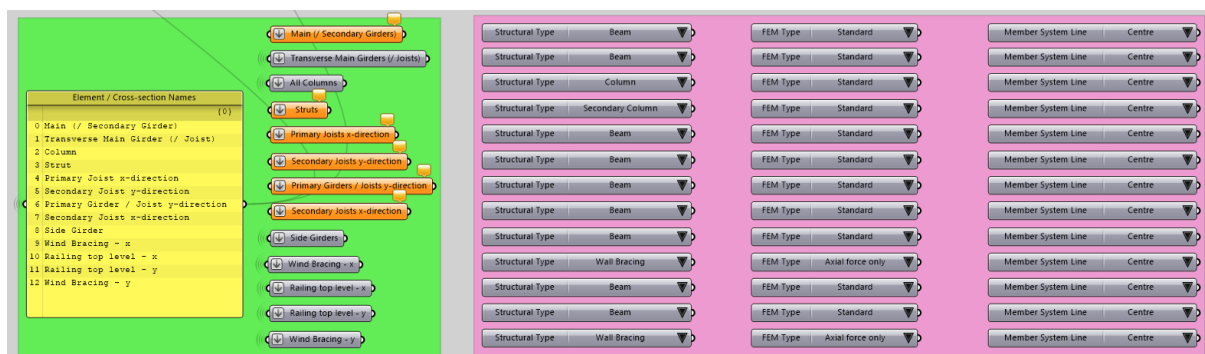 Main (/ Secondary Girders) Structural Type Beam FEM Type Standard Member System Line Centre
Transverse Main Girders (/ Joists) Structural Type Beam FEM Type Standard Member System Line Centre
All Columns Structural Type Column FEM Type Standard Member System Line Centre
Element / Cross-section Names
{0}
0 Main (/ Secondary Girder)
1 Transverse Main Girder (/ Joist)
2 Column
3 Strut
4 Primary Joist x-direction
5 Secondary Joist y-direction
6 Primary Girder / Joist y-direction
7 Secondary Joist x-direction
8 Side Girder
9 Wind Bracing - x
10 Railing top level - x
11 Railing top level - y
12 Wind Bracing - y
Struts Structural Type Secondary Column FEM Type Standard Member System Line Centre
Primary Joists x-direction Structural Type Beam FEM Type Standard Member System Line Centre
Secondary Joists y-direction Structural Type Beam FEM Type Standard Member System Line Centre
Primary Girders / Joists y-direction Structural Type Beam FEM Type Standard Member System Line Centre
Secondary Joists x-direction Structural Type Beam FEM Type Standard Member System Line Centre
Side Girders Structural Type Beam FEM Type Standard Member System Line Centre
Wind Bracing - x Structural Type Wall Bracing FEM Type Axial force only Member System Line Centre
Railing top level - x Structural Type Beam FEM Type Standard Member System Line Centre
Railing top level - y Structural Type Beam FEM Type Standard Member System Line Centre
Wind Bracing - y Structural Type Wall Bracing FEM Type Axial force only Member System Line Centre